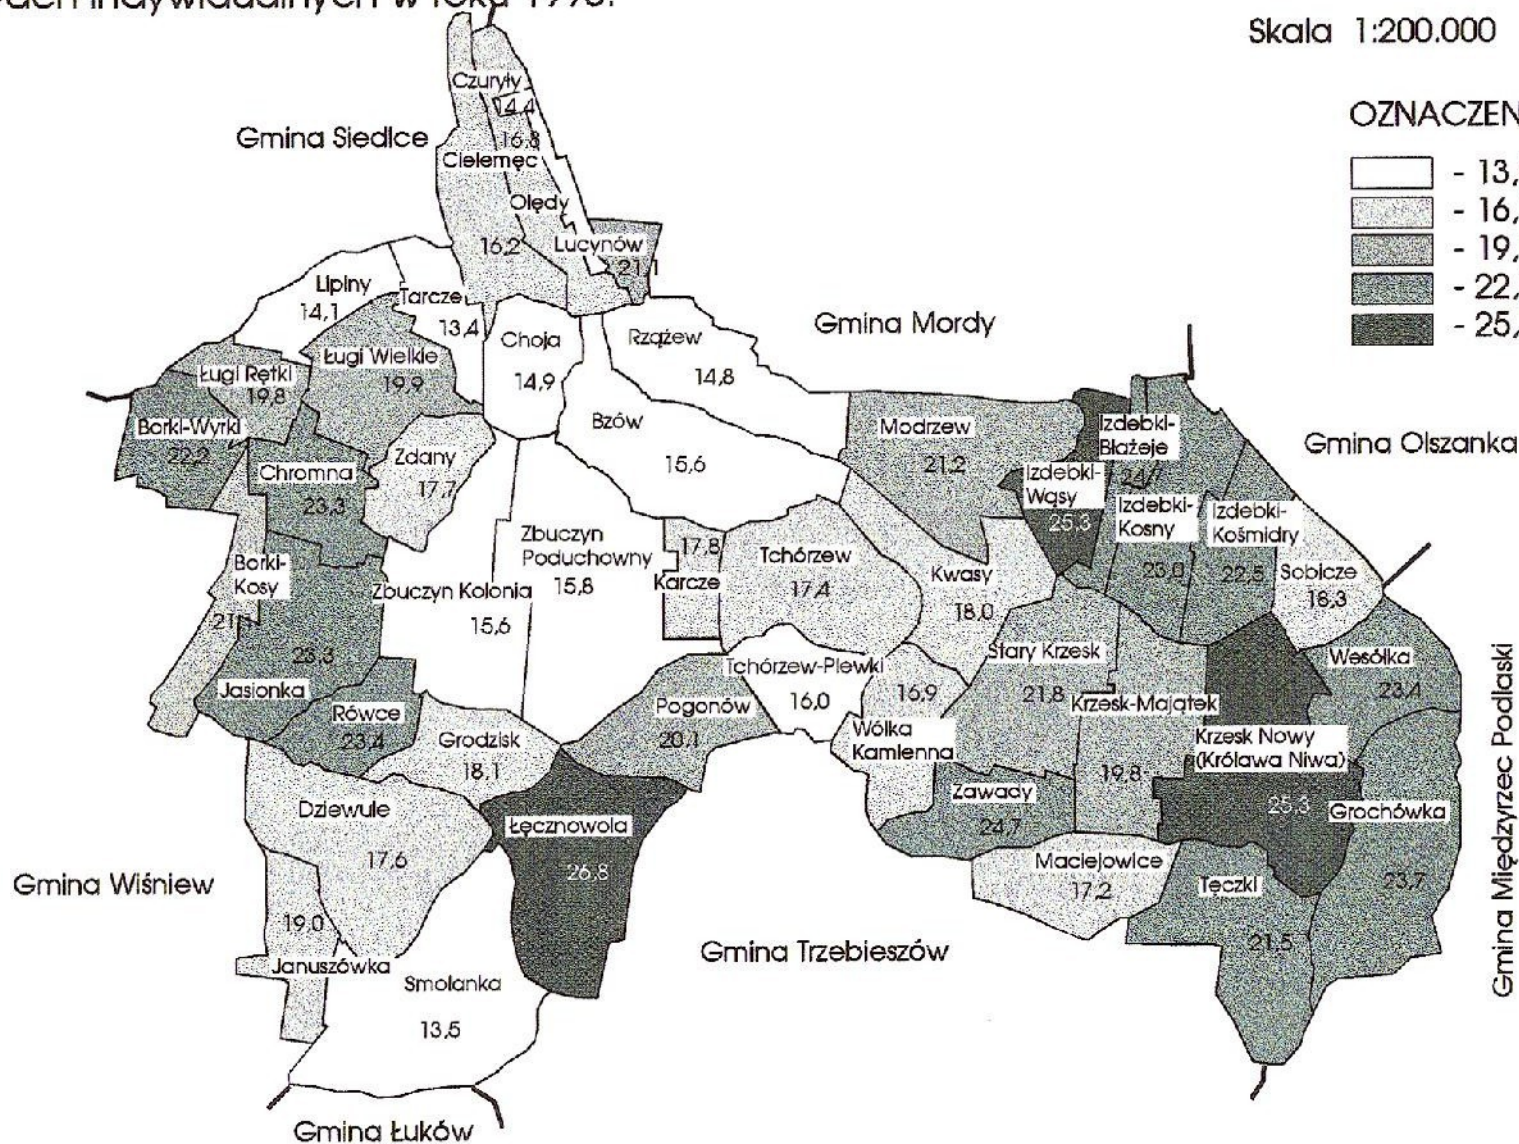 indywidualnych w roku
Skala 1:200.000
OZNACZEN
- 13,
- 16,
- 19,
- 22,
- 25,
Gmina Siedlce
Czuryły
14,4
16,8
Cielemęc
Olędy
16,2
Lucynów
21,1
Lipiny
14,1
Tarcze
13,4
Choja
14,9
Rzążew
14,8
Gmina Mordy
Ługi Wielkie
19,9
Ługi Rętki
19,8
Borki-Wyrki
22,2
Chromna
23,3
Zdany
17,7
Bzów
15,6
Modrzew
21,2
Izdebki-
Błażeje
24
Izdebki-
Wąsy
25,3
Izdebki-
Kosny
23,0
Izdebki-
Kośmidry
22,5
Gmina Olszanka
Sobicze
18,3
Zbuczyn
Poduchowny
15,8
Karcze
17,8
Tchórzew
17,4
Kwasy
18,0
Borki-
Kosy
21,1
Zbuczyn Kolonia
15,6
23,3
Jasionka
Rówce
23,4
Grodzisk
18,1
Pogonów
20,1
Tchórzew-Plewki
16,0
16,9
Wólka
Kamienna
Stary Krzesk
21,8
Krzesk-Majątek
19,8
Krzesk Nowy
(Królawa Niwa)
25,3
Wesółka
23,4
Grochówka
23,7
Gmina Międzyrzec Podlaski
Dziewule
17,6
Łęcznowola
26,8
Zawady
24,7
Maciejowice
17,2
Tęczki
21,5
Gmina Wiśniew
19,0
Januszówka
Smolanka
13,5
Gmina Trzebieszów
Gmina Łuków